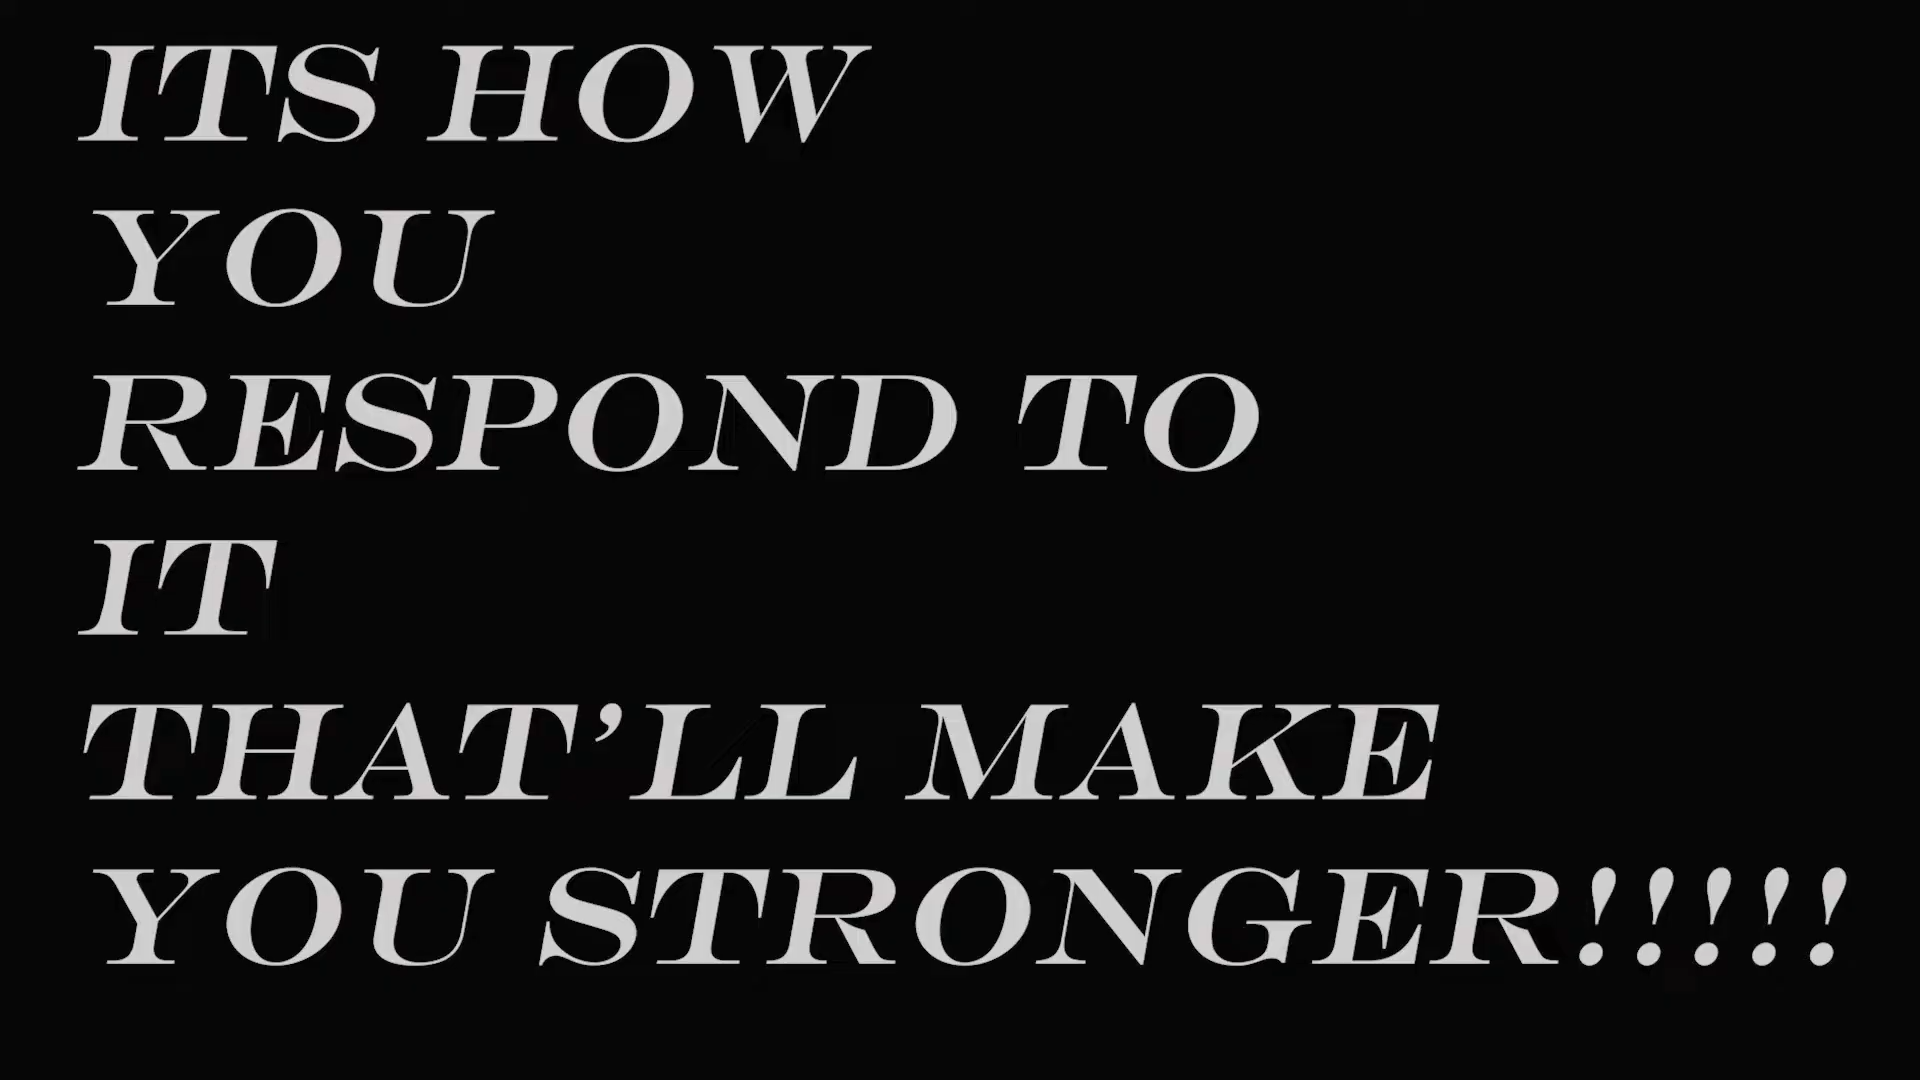 ITS HOW
YOU
RESPOND TO
IT
THAT’LL MAKE
YOU STRONGER!!!!!